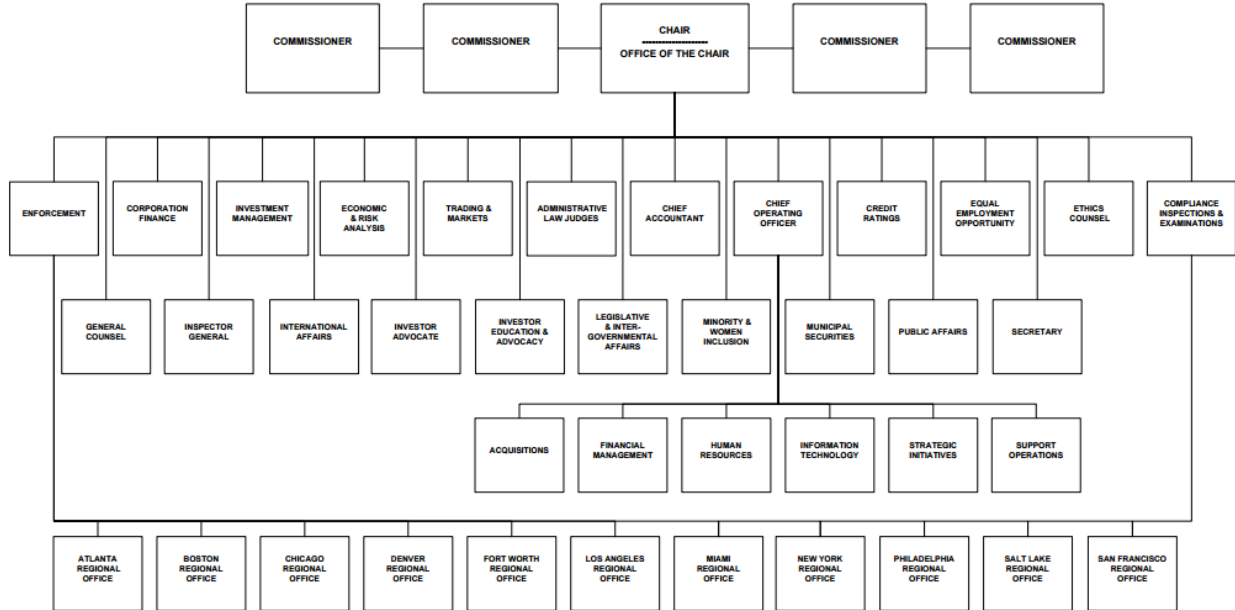 COMMISSIONER
COMMISSIONER
CHAIR
--------------------
OFFICE OF THE CHAIR
COMMISSIONER
COMMISSIONER
ENFORCEMENT
CORPORATION
FINANCE
INVESTMENT
MANAGEMENT
ECONOMIC
& RISK
ANALYSIS
TRADING &
MARKETS
ADMINISTRATIVE
LAW JUDGES
CHIEF
ACCOUNTANT
CHIEF
OPERATING
OFFICER
CREDIT
RATINGS
EQUAL
EMPLOYMENT
OPPORTUNITY
ETHICS
COUNSEL
COMPLIANCE
INSPECTIONS &
EXAMINATIONS
GENERAL
COUNSEL
INSPECTOR
GENERAL
INTERNATIONAL
AFFAIRS
INVESTOR
ADVOCATE
INVESTOR
EDUCATION &
ADVOCACY
LEGISLATIVE
& INTER-
GOVERNMENTAL
AFFAIRS
MINORITY &
WOMEN
INCLUSION
MUNICIPAL
SECURITIES
PUBLIC AFFAIRS
SECRETARY
ACQUISITIONS
FINANCIAL
MANAGEMENT
HUMAN
RESOURCES
INFORMATION
TECHNOLOGY
STRATEGIC
INITIATIVES
SUPPORT
OPERATIONS
ATLANTA
REGIONAL
OFFICE
BOSTON
REGIONAL
OFFICE
CHICAGO
REGIONAL
OFFICE
DENVER
REGIONAL
OFFICE
FORT WORTH
REGIONAL
OFFICE
LOS ANGELES
REGIONAL
OFFICE
MIAMI
REGIONAL
OFFICE
NEW YORK
REGIONAL
OFFICE
PHILADELPHIA
REGIONAL
OFFICE
SALT LAKE
REGIONAL
OFFICE
SAN FRANCISCO
REGIONAL
OFFICE